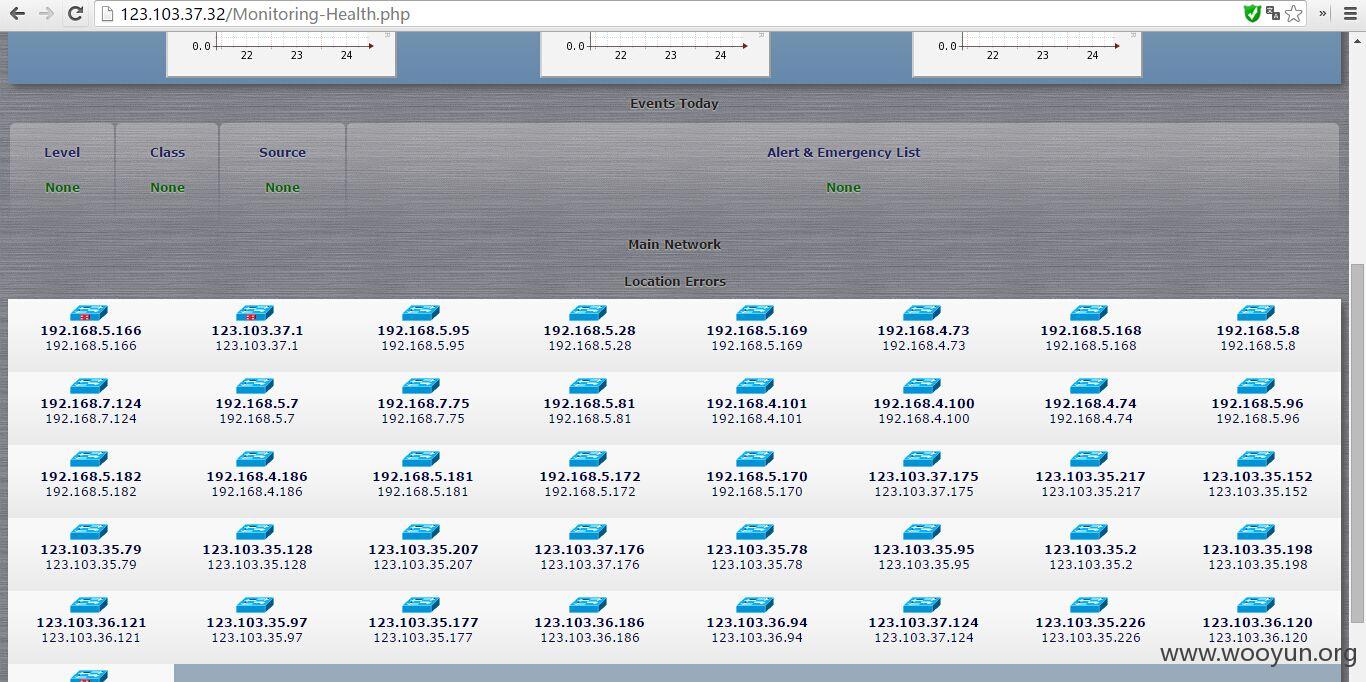 123.103.37.32/Monitoring-Health.php
0.0 0.0 0.0
22 23 24 22 23 24 22 23 24
Events Today
Level Class Source Alert & Emergency List
None None None None
Main Network
Location Errors
192.168.5.166 123.103.37.1 192.168.5.95 192.168.5.28 192.168.5.169 192.168.4.73 192.168.5.168 192.168.5.8
192.168.5.166 123.103.37.1 192.168.5.95 192.168.5.28 192.168.5.169 192.168.4.73 192.168.5.168 192.168.5.8
192.168.7.124 192.168.5.7 192.168.7.75 192.168.5.81 192.168.4.101 192.168.4.100 192.168.4.74 192.168.5.96
192.168.7.124 192.168.5.7 192.168.7.75 192.168.5.81 192.168.4.101 192.168.4.100 192.168.4.74 192.168.5.96
192.168.5.182 192.168.4.186 192.168.5.181 192.168.5.172 192.168.5.170 123.103.37.175 123.103.35.217 123.103.35.152
192.168.5.182 192.168.4.186 192.168.5.181 192.168.5.172 192.168.5.170 123.103.37.175 123.103.35.217 123.103.35.152
123.103.35.79 123.103.35.128 123.103.35.207 123.103.37.176 123.103.35.78 123.103.35.95 123.103.35.2 123.103.35.198
123.103.35.79 123.103.35.128 123.103.35.207 123.103.37.176 123.103.35.78 123.103.35.95 123.103.35.2 123.103.35.198
123.103.36.121 123.103.35.97 123.103.35.177 123.103.36.186 123.103.36.94 123.103.37.124 123.103.35.226 123.103.36.120
123.103.36.121 123.103.35.97 123.103.35.177 123.103.36.186 123.103.36.94 123.103.37.124 123.103.35.226 123.103.36.120
www.wooyun.org